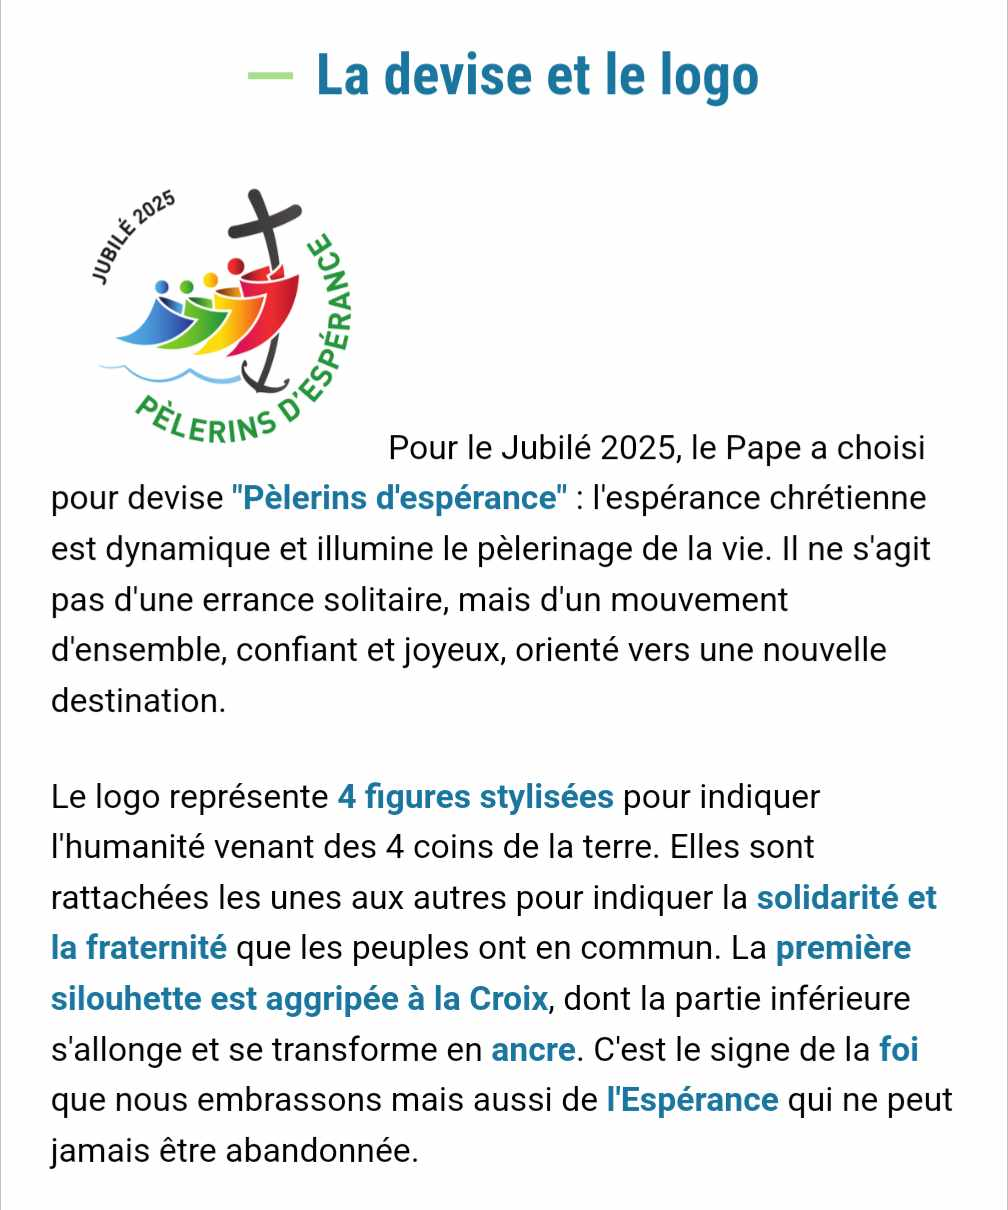 La devise et le logo
JUBILÉ 2025
PÈLERINS D'ESPÉRANCE
Pour le Jubilé 2025, le Pape a choisi
pour devise "Pèlerins d'espérance" : l'espérance chrétienne
est dynamique et illumine le pèlerinage de la vie. Il ne s'agit
pas d'une errance solitaire, mais d'un mouvement
d'ensemble, confiant et joyeux, orienté vers une nouvelle
destination.
Le logo représente 4 figures stylisées pour indiquer
l'humanité venant des 4 coins de la terre. Elles sont
rattachées les unes aux autres pour indiquer la solidarité et
la fraternité que les peuples ont en commun. La première
silouhette est aggripée à la Croix, dont la partie inférieure
s'allonge et se transforme en ancre. C'est le signe de la foi
que nous embrassons mais aussi de l'Espérance qui ne peut
jamais être abandonnée.